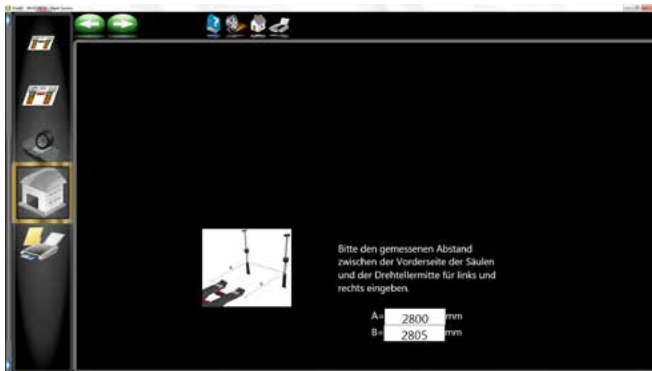 Bitte den gemessenen Abstand
zwischen der Vorderseite der Säulen
und der Drehtellermitte für links und
rechts eingeben.
A= 2800 mm
B= 2805 mm